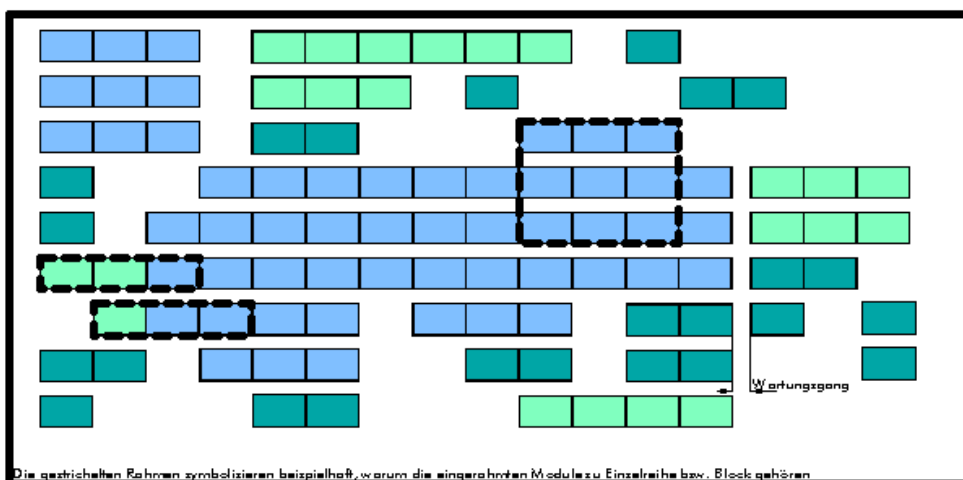 Wartungsgang
Die gestrichelten Rahmen symbolisieren beispielhaft, warum die eingerahmten Module zu Einzelreihe bzw. Block gehören